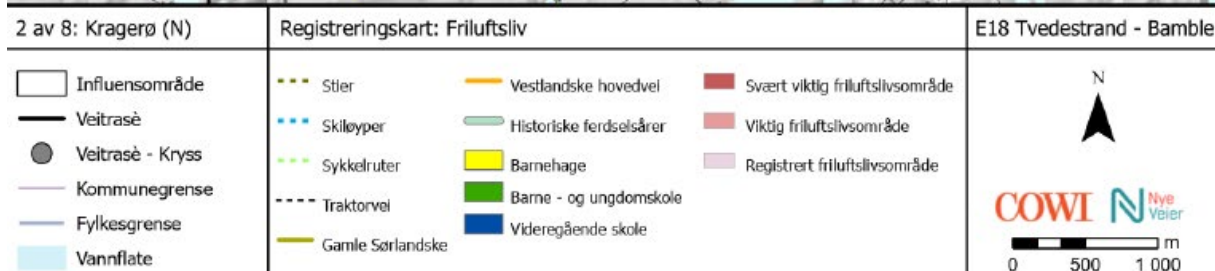 2 av 8: Kragerø (N)
Influensområde
Veitrasè
Veitrasè - Kryss
Kommunegrense
Fylkesgrense
Vannflate
Registreringskart: Friluftsliv
Stier
Skiløyper
Sykkelruter
Traktorvei
Gamle Sørlandske
Vestlandske hovedvei
Historiske ferdselsårer
Barnehage
Barne - og ungdomskole
Videregående skole
Svært viktig friluftslivsområde
Viktig friluftslivsområde
Registrert friluftslivsområde
E18 Tvedestrand - Bamble
N
COWI
Nye
Veier
m
0 500 1 000